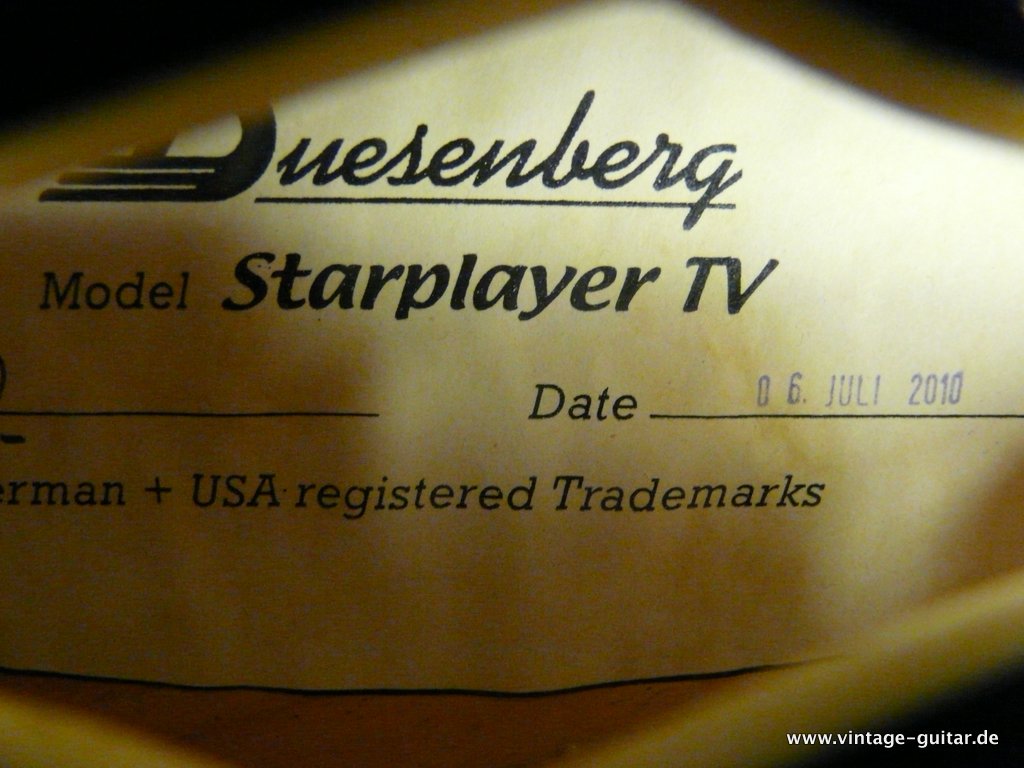 Duesenberg
Model Starplayer TV
Date 06. JULI 2010
erman + USA registered Trademarks
www.vintage-guitar.de